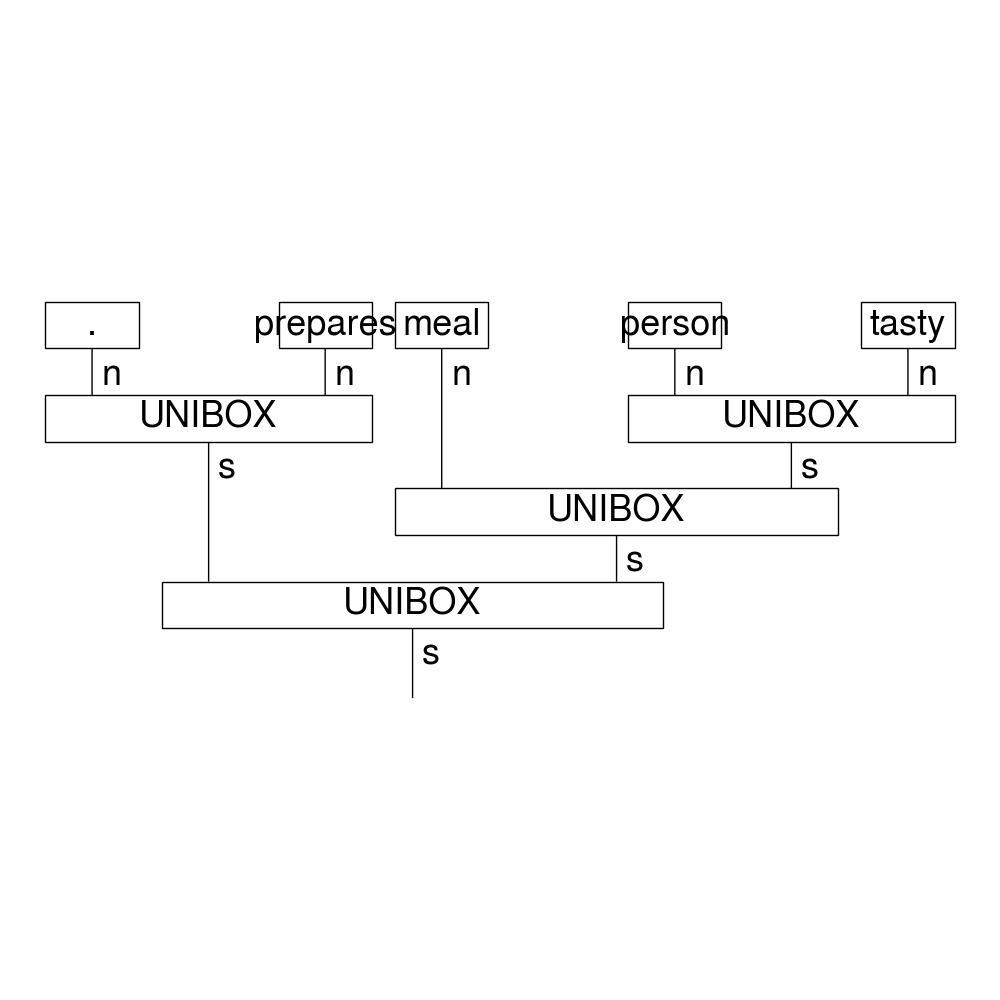 . prepares meal person tasty
n n n n n
UNIBOX UNIBOX
s s
UNIBOX
s
UNIBOX
s